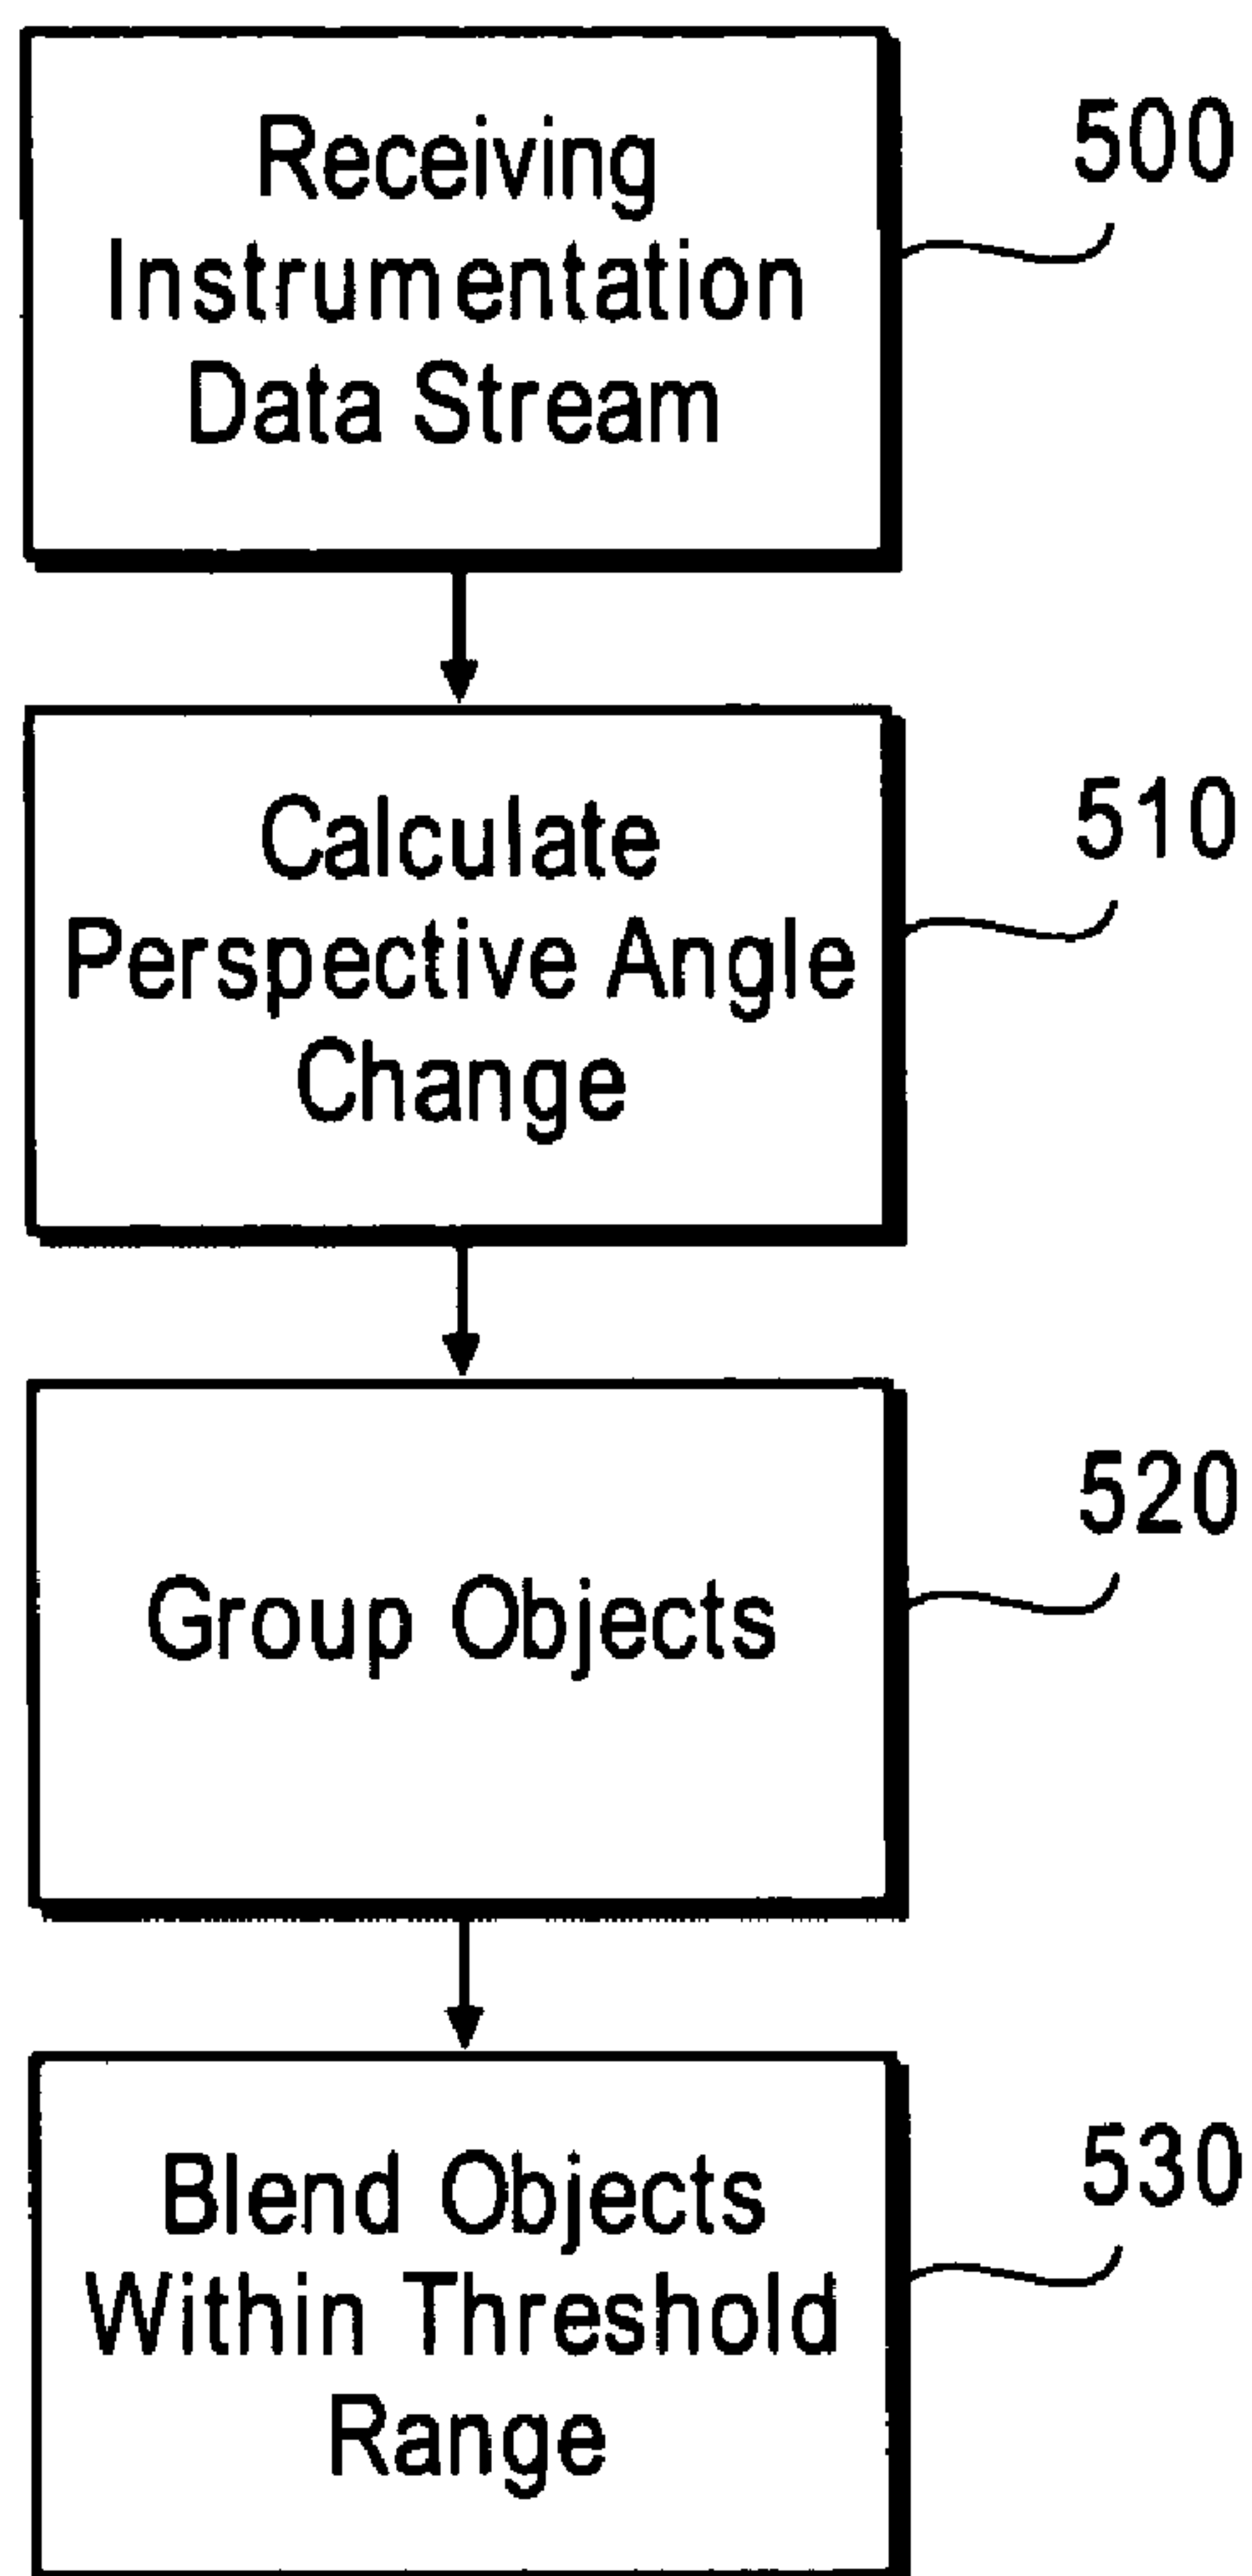 Receiving
Instrumentation
Data Stream
500
Calculate
Perspective Angle
Change
510
Group Objects
520
Blend Objects
Within Threshold
Range
530